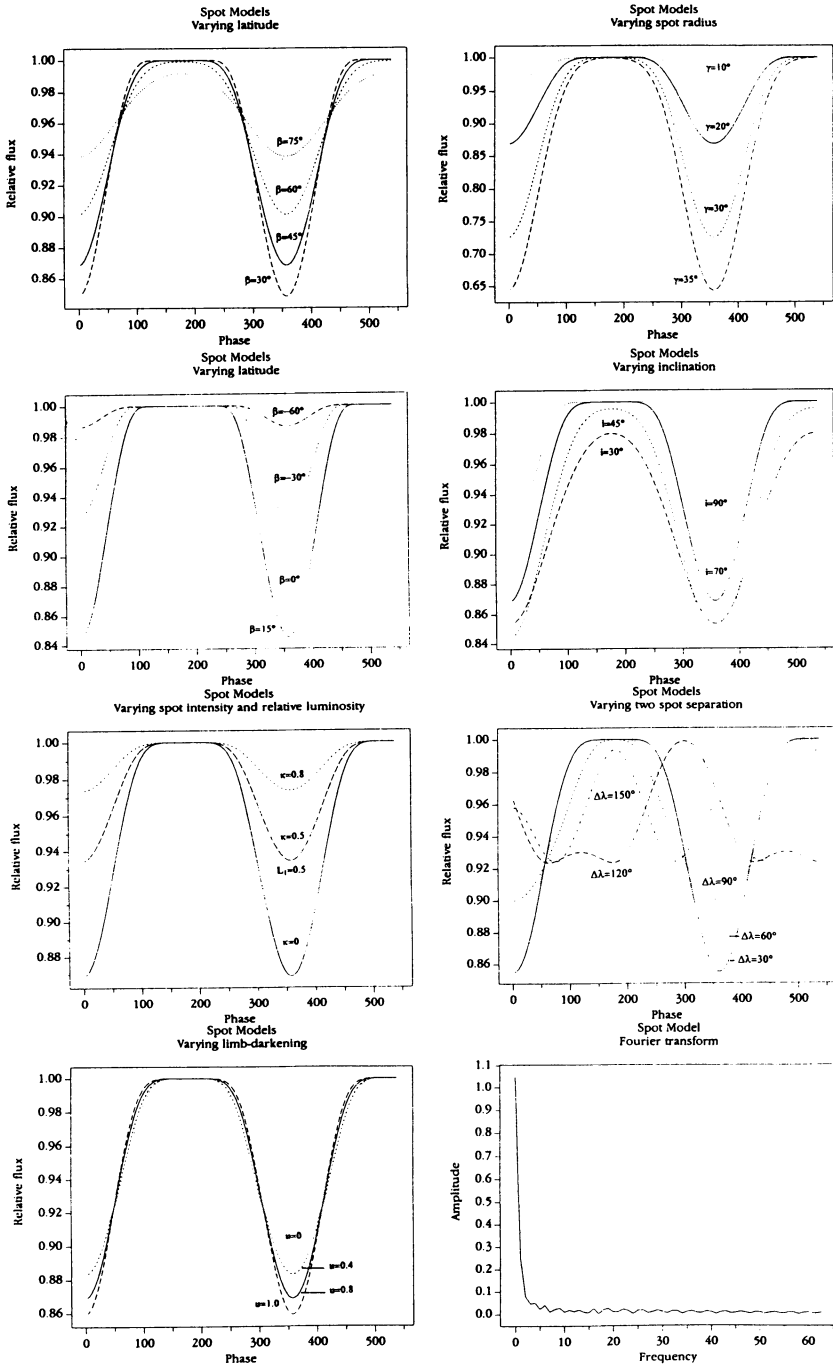 Spot Models
Varying latitude
1.00
0.98
0.96
0.94
0.92
0.90
0.88
0.86
Relative flux
β=75°
β=60°
β=45°
β=30°
0 100 200 300 400 500
Phase
Spot Models
Varying spot radius
1.00
0.95
0.90
0.85
0.80
0.75
0.70
0.65
Relative flux
γ=10°
γ=20°
γ=30°
γ=35°
0 100 200 300 400 500
Phase
Spot Models
Varying latitude
1.00
0.98
0.96
0.94
0.92
0.90
0.88
0.86
0.84
Relative flux
β=-60°
β=-30°
β=0°
β=15°
0 100 200 300 400 500
Phase
Spot Models
Varying inclination
1.00
0.98
0.96
0.94
0.92
0.90
0.88
0.86
0.84
Relative flux
i=45°
i=30°
i=90°
i=70°
0 100 200 300 400 500
Phase
Spot Models
Varying spot intensity and relative luminosity
1.00
0.98
0.96
0.94
0.92
0.90
0.88
Relative flux
κ=0.8
κ=0.5
L₁=0.5
κ=0
0 100 200 300 400 500
Phase
Spot Models
Varying two spot separation
1.00
0.98
0.96
0.94
0.92
0.90
0.88
0.86
Relative flux
Δλ=150°
Δλ=120°
Δλ=90°
Δλ=60°
Δλ=30°
0 100 200 300 400 500
Phase
Spot Models
Varying limb-darkening
1.00
0.98
0.96
0.94
0.92
0.90
0.88
0.86
Relative flux
u=0
u=0.4
u=0.8
u=1.0
0 100 200 300 400 500
Phase
Spot Model
Fourier transform
1.1
1.0
0.9
0.8
0.7
0.6
0.5
0.4
0.3
0.2
0.1
0.0
Amplitude
0 10 20 30 40 50 60
Frequency